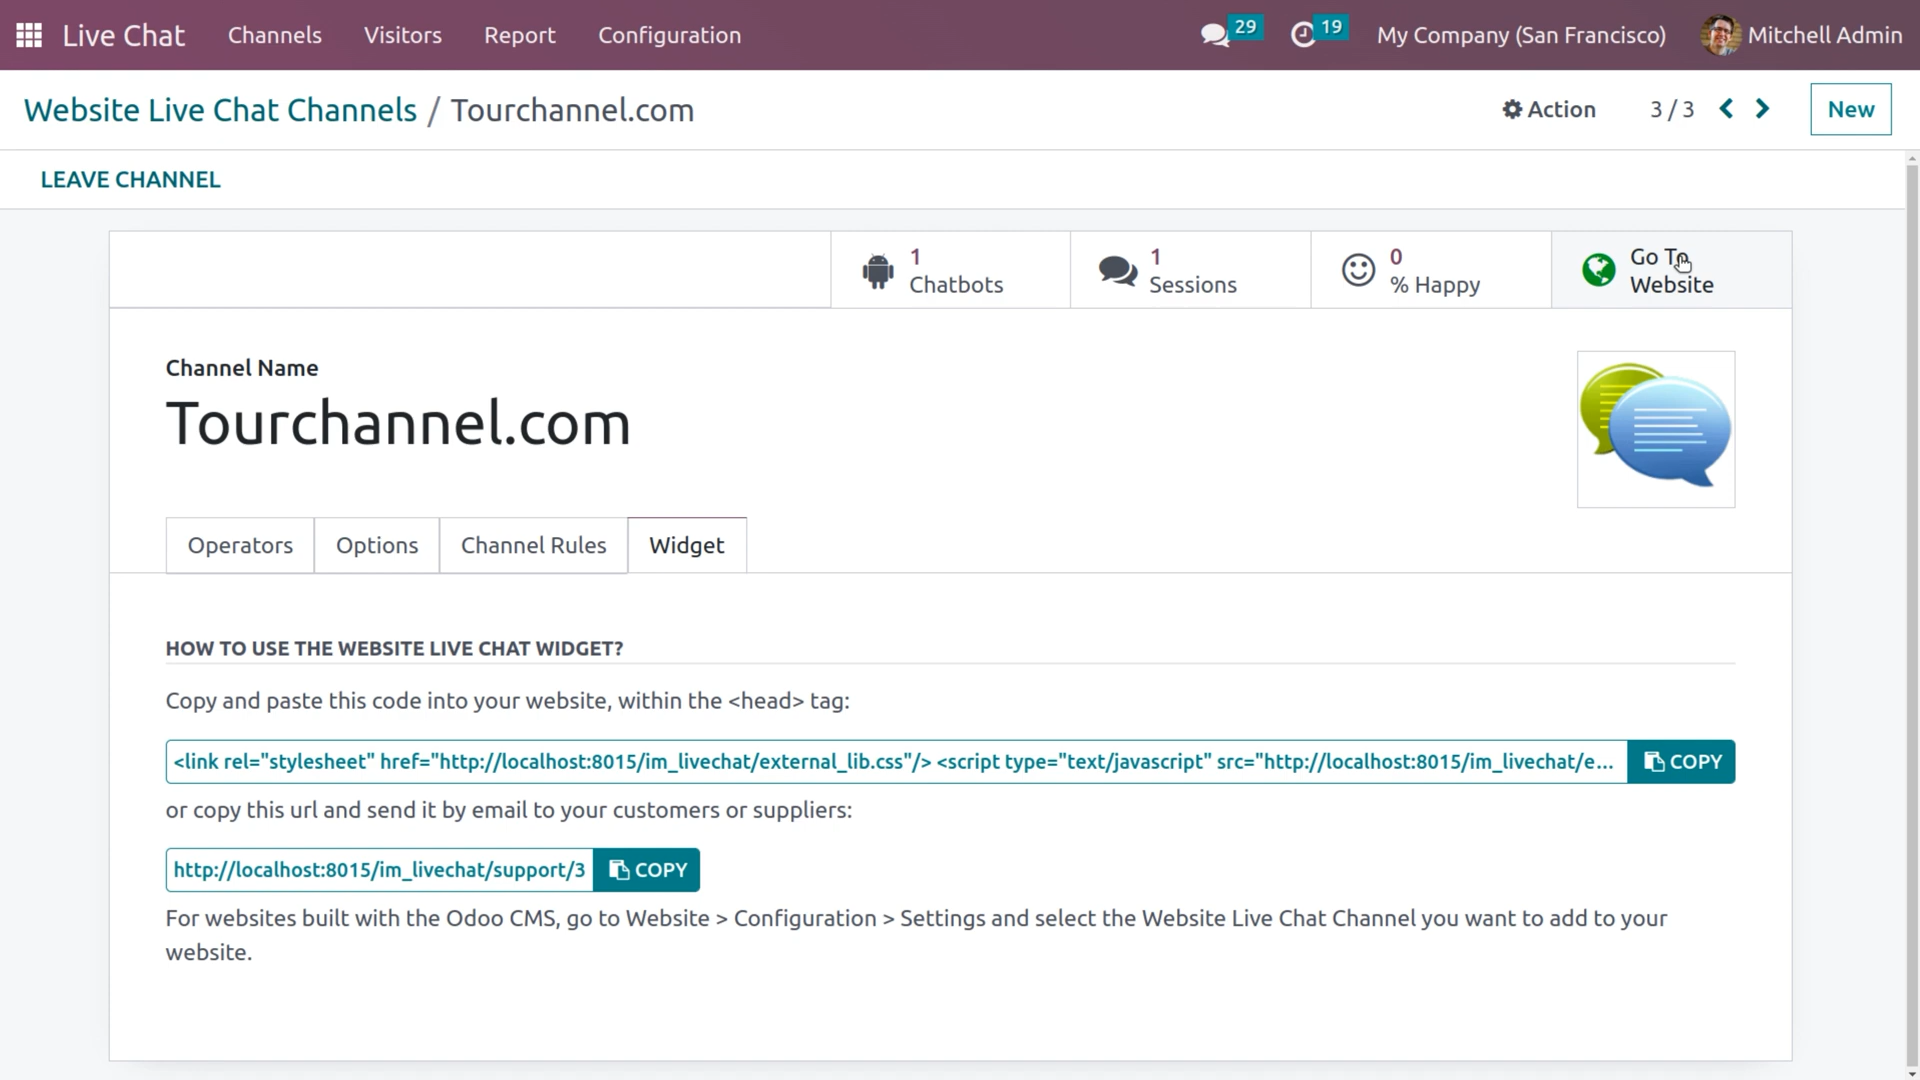 Live Chat Channels Visitors Report Configuration 29 19 My Company (San Francisco) Mitchell Admin
Website Live Chat Channels / Tourchannel.com Action 3 / 3 New
LEAVE CHANNEL
1 Chatbots
1 Sessions
0 % Happy
Go To Website
Channel Name
Tourchannel.com
Operators Options Channel Rules Widget
HOW TO USE THE WEBSITE LIVE CHAT WIDGET?
Copy and paste this code into your website, within the <head> tag:
<link rel="stylesheet" href="http://localhost:8015/im_livechat/external_lib.css"/> <script type="text/javascript" src="http://localhost:8015/im_livechat/e... COPY
or copy this url and send it by email to your customers or suppliers:
http://localhost:8015/im_livechat/support/3 COPY
For websites built with the Odoo CMS, go to Website > Configuration > Settings and select the Website Live Chat Channel you want to add to your
website.